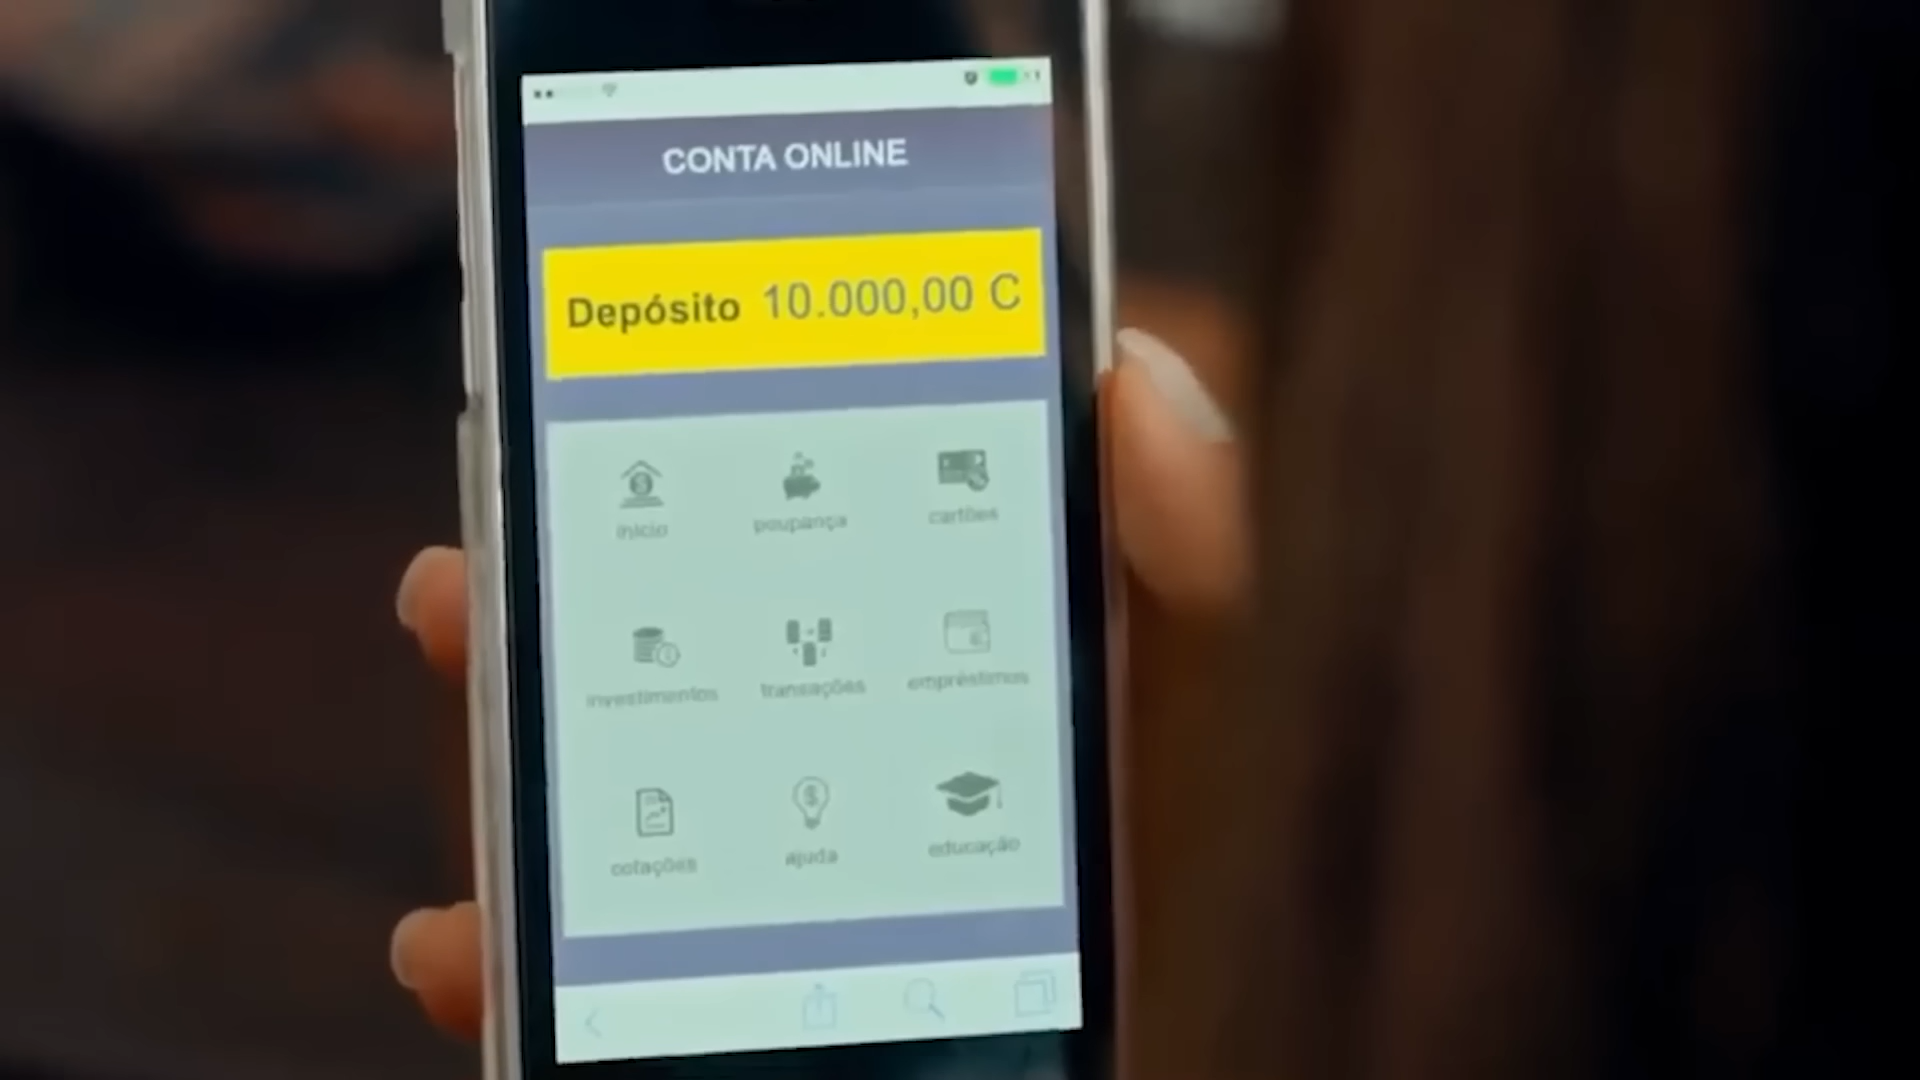 CONTA ONLINE
Depósito 10.000,00 C
início poupança cartões
investimentos transações empréstimos
cotações ajuda educação